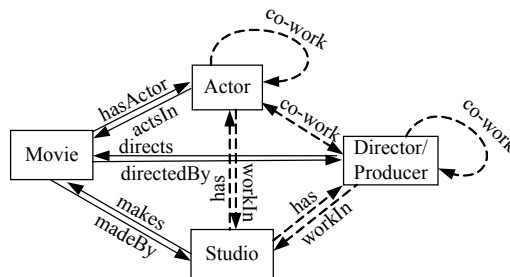 co-work
Actor
hasActor
actsIn
co-work
co-work
Movie
directs
directedBy
Director/
Producer
has
workIn
makes
madeBy
has
workIn
Studio